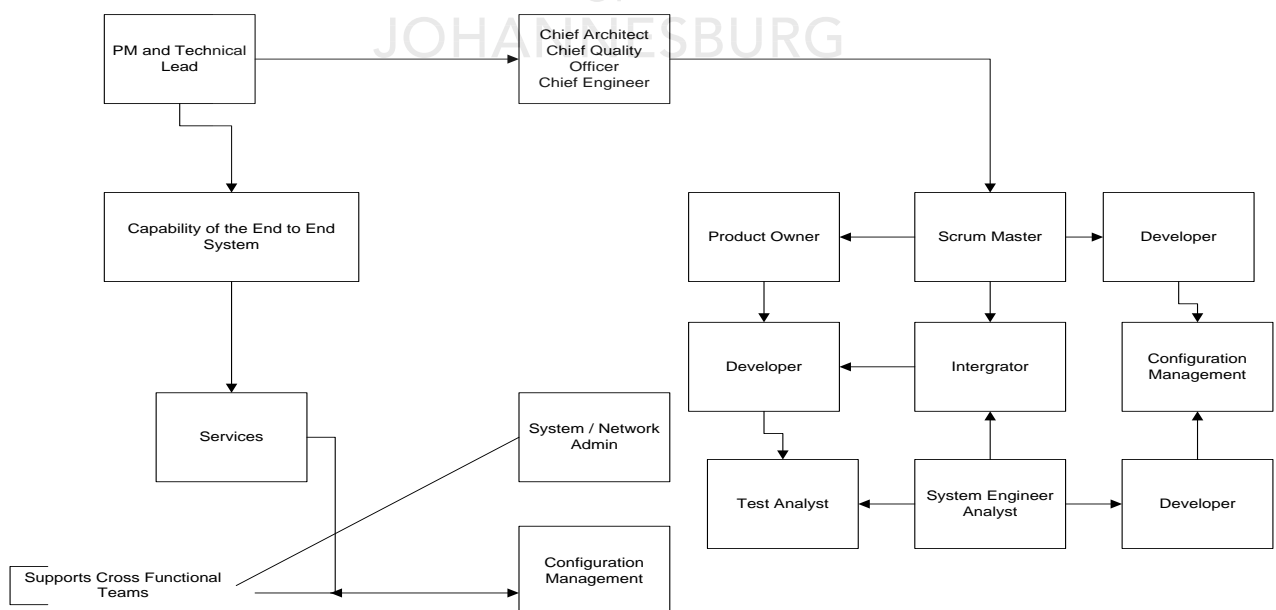 JOHANNESBURG
PM and Technical
Lead
Chief Architect
Chief Quality
Officer
Chief Engineer
Capability of the End to End
System
Product Owner
Scrum Master
Developer
Developer
Intergrator
Configuration
Management
Services
System / Network
Admin
Test Analyst
System Engineer
Analyst
Developer
Supports Cross Functional
Teams
Configuration
Management